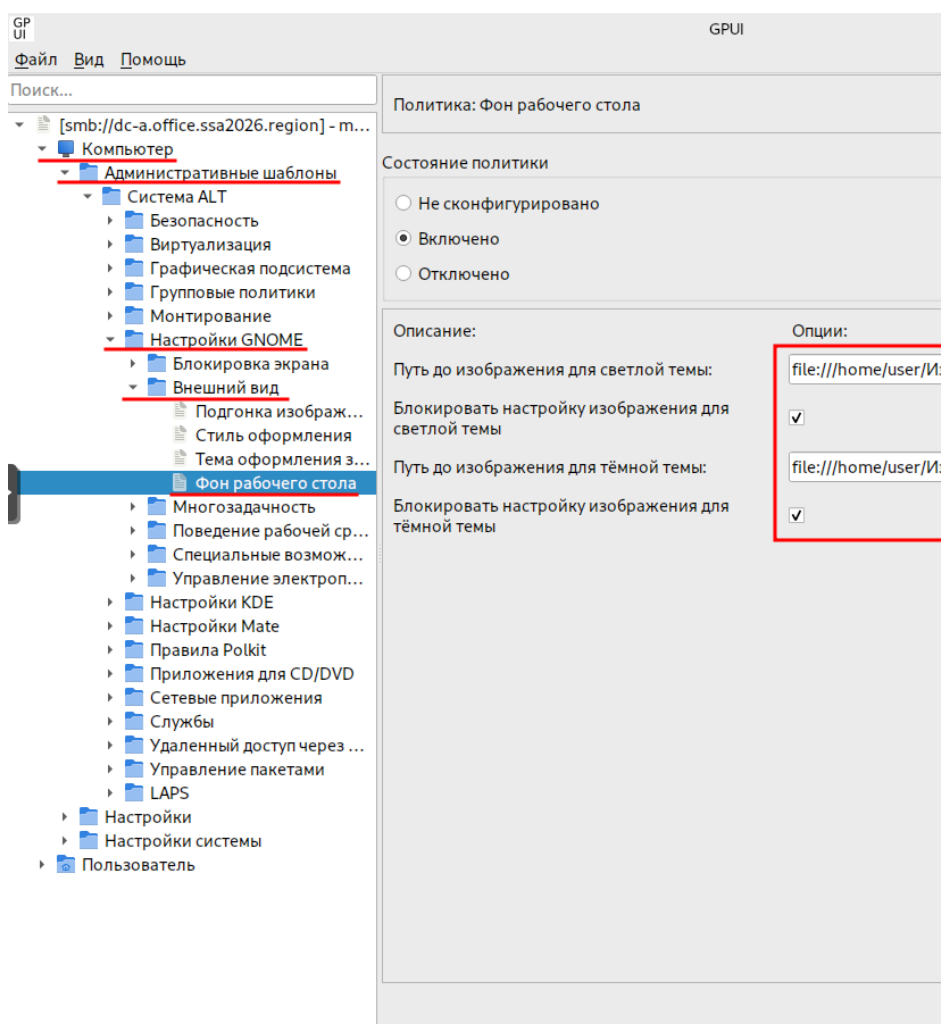 GP
UI
GPUI
Файл Вид Помощь
Поиск...
[smb://dc-a.office.ssa2026.region] - m...
Компьютер
Административные шаблоны
Система ALT
Безопасность
Виртуализация
Графическая подсистема
Групповые политики
Монтирование
Настройки GNOME
Блокировка экрана
Внешний вид
Подгонка изображ...
Стиль оформления
Тема оформления з...
Фон рабочего стола
Многозадачность
Поведение рабочей ср...
Специальные возмож...
Управление электроп...
Настройки KDE
Настройки Mate
Правила Polkit
Приложения для CD/DVD
Сетевые приложения
Службы
Удаленный доступ через ...
Управление пакетами
LAPS
Настройки
Настройки системы
Пользователь
Политика: Фон рабочего стола
Состояние политики
Не сконфигурировано
Включено
Отключено
Описание: Опции:
Путь до изображения для светлой темы: file:///home/user/И
Блокировать настройку изображения для
светлой темы
Путь до изображения для тёмной темы: file:///home/user/И
Блокировать настройку изображения для
тёмной темы